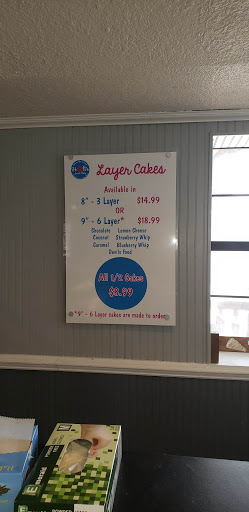 Layer Cakes
Available in
8" - 3 Layer $14.99
OR
9" - 6 Layer* $18.99
Chocolate Lemon Cheese
Coconut Strawberry Whip
Caramel Blueberry Whip
Devils Food
All 1/2 Cakes
$8.99
*9" - 6 Layer cakes are made to order